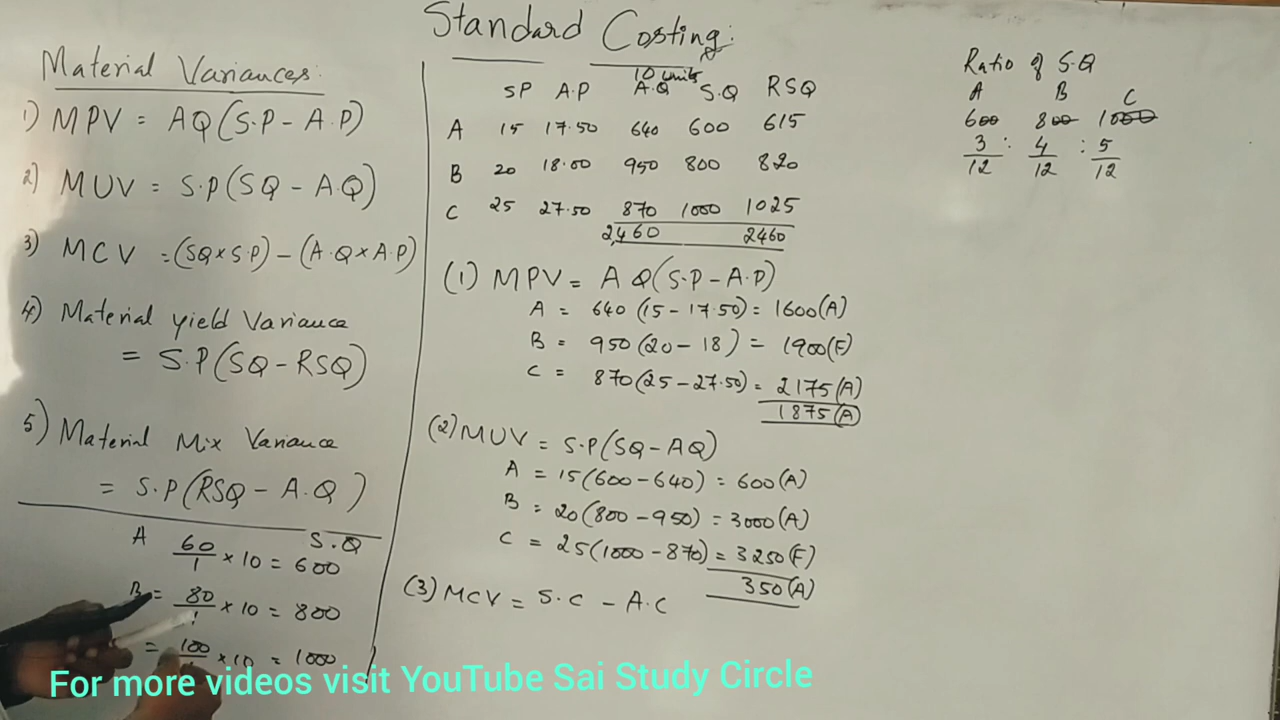 Standard Costing:
Material Variances:
1) MPV = AQ(S.P - A.P)
2) MUV = S.P(SQ - A.Q)
3) MCV = (SQ x S.P) - (A.Q x A.P)
4) Material yield Variance
= S.P(SQ - RSQ)
5) Material Mix Variance
= S.P(RSQ - A.Q)
S.Q
A 60/1 x 10 = 600
B = 80/1 x 10 = 800
= 100/1 x 10 = 1000
10 units
SP A.P A.Q S.Q RSQ
A 15 17.50 640 600 615
B 20 18.00 950 800 820
C 25 27.50 870 1000 1025
2460 2460
(1) MPV = AQ(S.P - A.P)
A = 640(15 - 17.50) = 1600(A)
B = 950(20 - 18) = 1900(F)
C = 870(25 - 27.50) = 2175(A)
1875(A)
(2) MUV = S.P(SQ - AQ)
A = 15(600 - 640) = 600(A)
B = 20(800 - 950) = 3000(A)
C = 25(1000 - 870) = 3250(F)
350(A)
(3) MCV = S.C - A.C
Ratio of S.Q
A B C
600 800 1000
3/12 : 4/12 : 5/12
For more videos visit YouTube Sai Study Circle